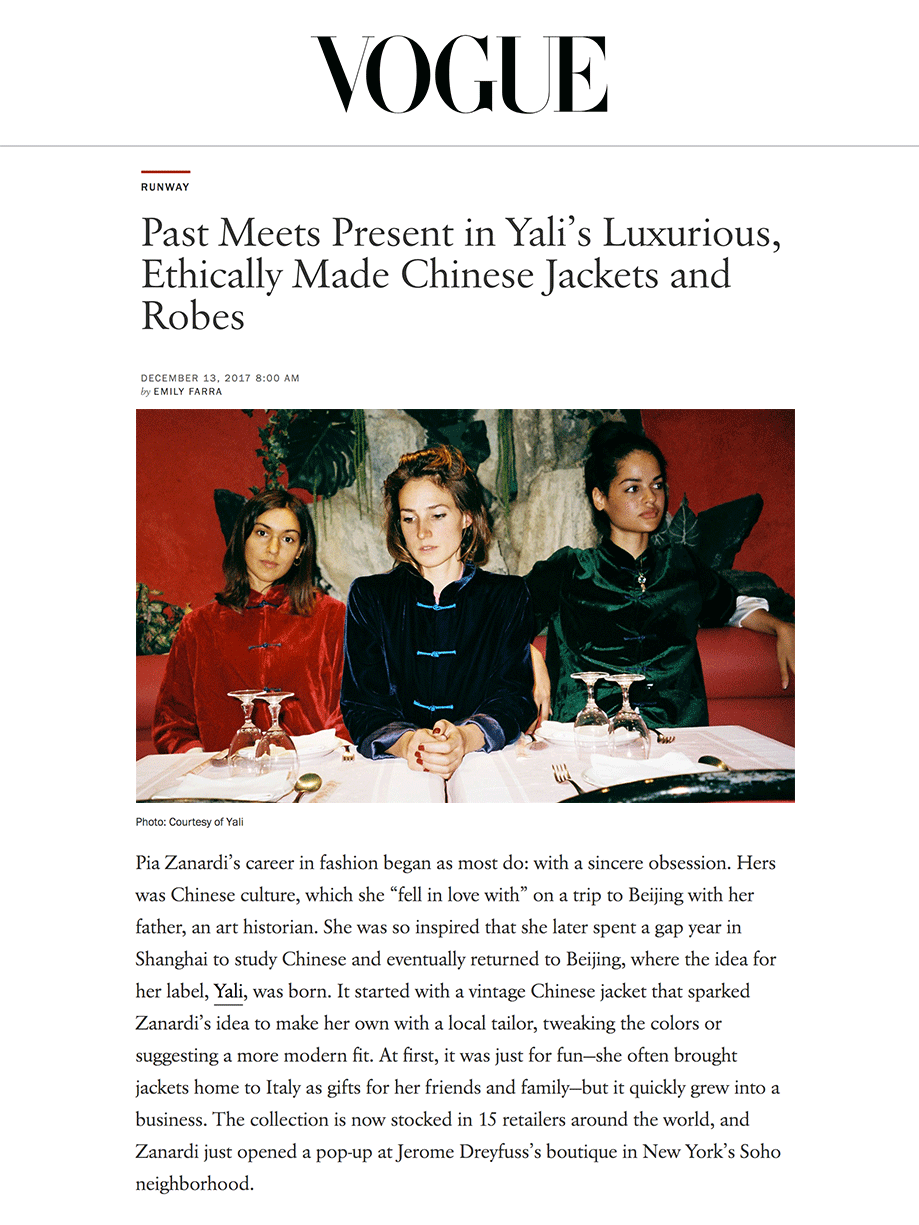 VOGUE
RUNWAY
Past Meets Present in Yali’s Luxurious,
Ethically Made Chinese Jackets and
Robes
DECEMBER 13, 2017 8:00 AM
by EMILY FARRA
Photo: Courtesy of Yali
Pia Zanardi’s career in fashion began as most do: with a sincere obsession. Hers
was Chinese culture, which she “fell in love with” on a trip to Beijing with her
father, an art historian. She was so inspired that she later spent a gap year in
Shanghai to study Chinese and eventually returned to Beijing, where the idea for
her label, Yali, was born. It started with a vintage Chinese jacket that sparked
Zanardi’s idea to make her own with a local tailor, tweaking the colors or
suggesting a more modern fit. At first, it was just for fun—she often brought
jackets home to Italy as gifts for her friends and family—but it quickly grew into a
business. The collection is now stocked in 15 retailers around the world, and
Zanardi just opened a pop-up at Jerome Dreyfuss’s boutique in New York’s Soho
neighborhood.